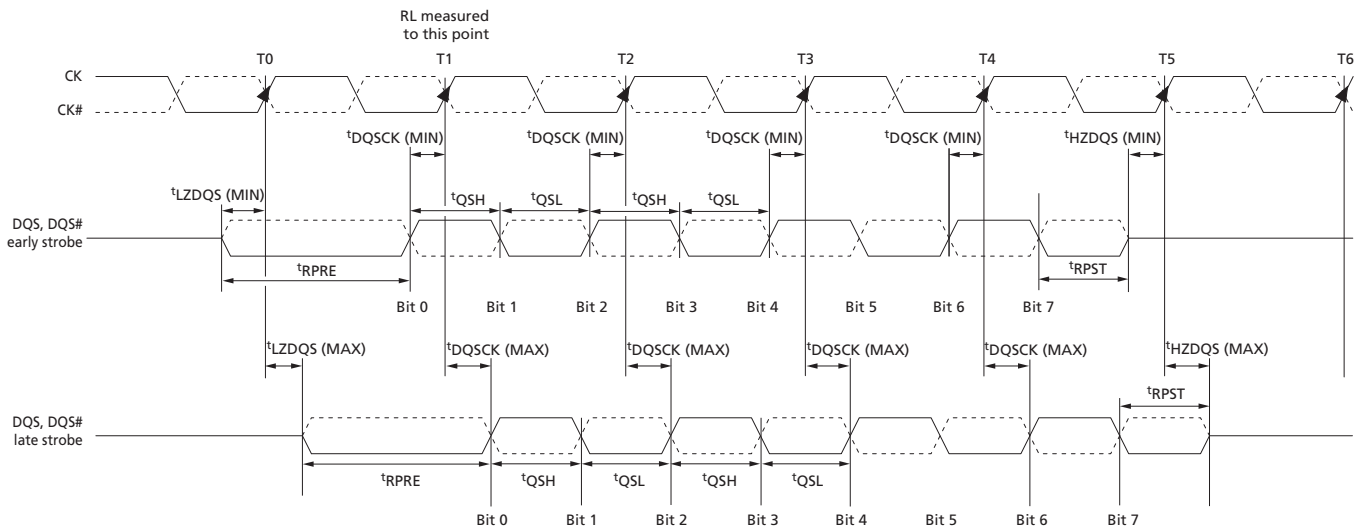 RL measured
to this point
T0 T1 T2 T3 T4 T5 T6
CK
CK#
tDQSCK (MIN) tDQSCK (MIN) tDQSCK (MIN) tDQSCK (MIN) tHZDQS (MIN)
tLZDQS (MIN)
tQSH tQSL tQSH tQSL
DQS, DQS#
early strobe
tRPRE tRPST
Bit 0 Bit 1 Bit 2 Bit 3 Bit 4 Bit 5 Bit 6 Bit 7
tLZDQS (MAX) tDQSCK (MAX) tDQSCK (MAX) tDQSCK (MAX) tDQSCK (MAX) tHZDQS (MAX)
tRPST
DQS, DQS#
late strobe
tRPRE tQSH tQSL tQSH tQSL
Bit 0 Bit 1 Bit 2 Bit 3 Bit 4 Bit 5 Bit 6 Bit 7